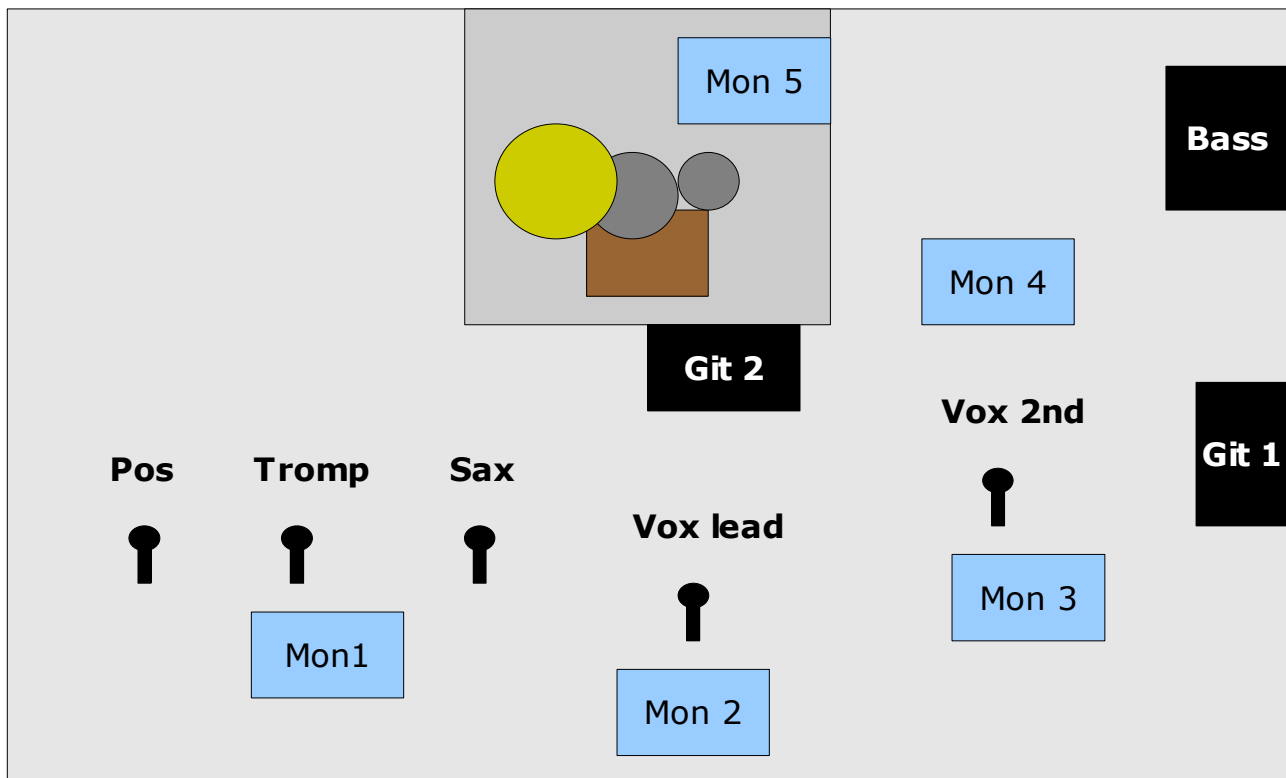 Mon 5
Bass
Mon 4
Git 2
Vox 2nd
Git 1
Pos
Tromp
Sax
Vox lead
Mon 3
Mon1
Mon 2